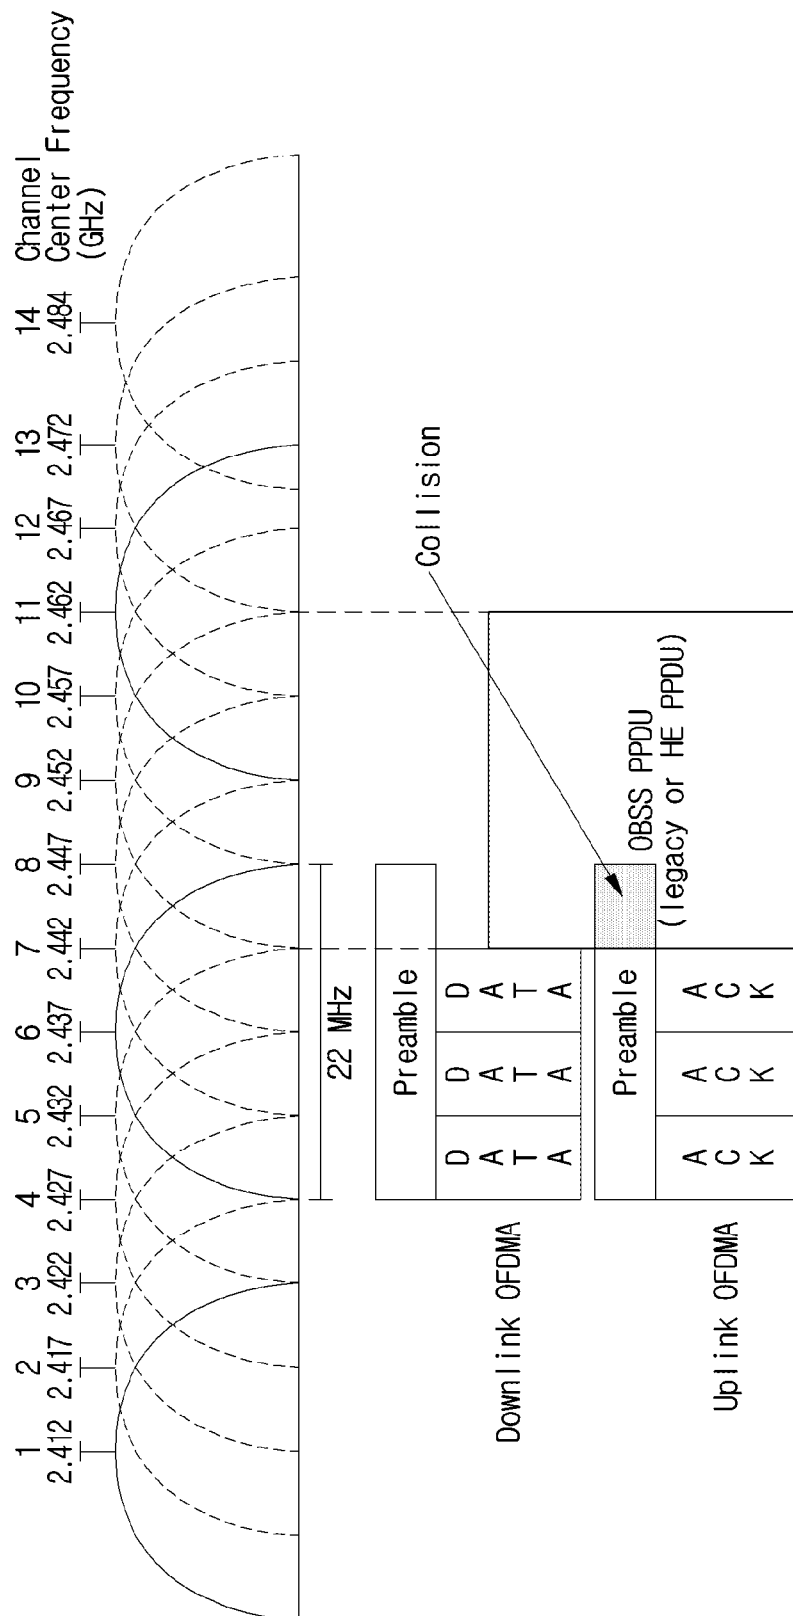 1 2 3 4 5 6 7 8 9 10 11 12 13 14 Channel
2.412 2.417 2.422 2.427 2.432 2.437 2.442 2.447 2.452 2.457 2.462 2.467 2.472 2.484 Center Frequency
(GHz)
22 MHz
Preamble
Collision
Downlink OFDMA
DATA DATA DATA
Preamble
OBSS PPDU
(legacy or HE PPDU)
Uplink OFDMA
ACK ACK ACK